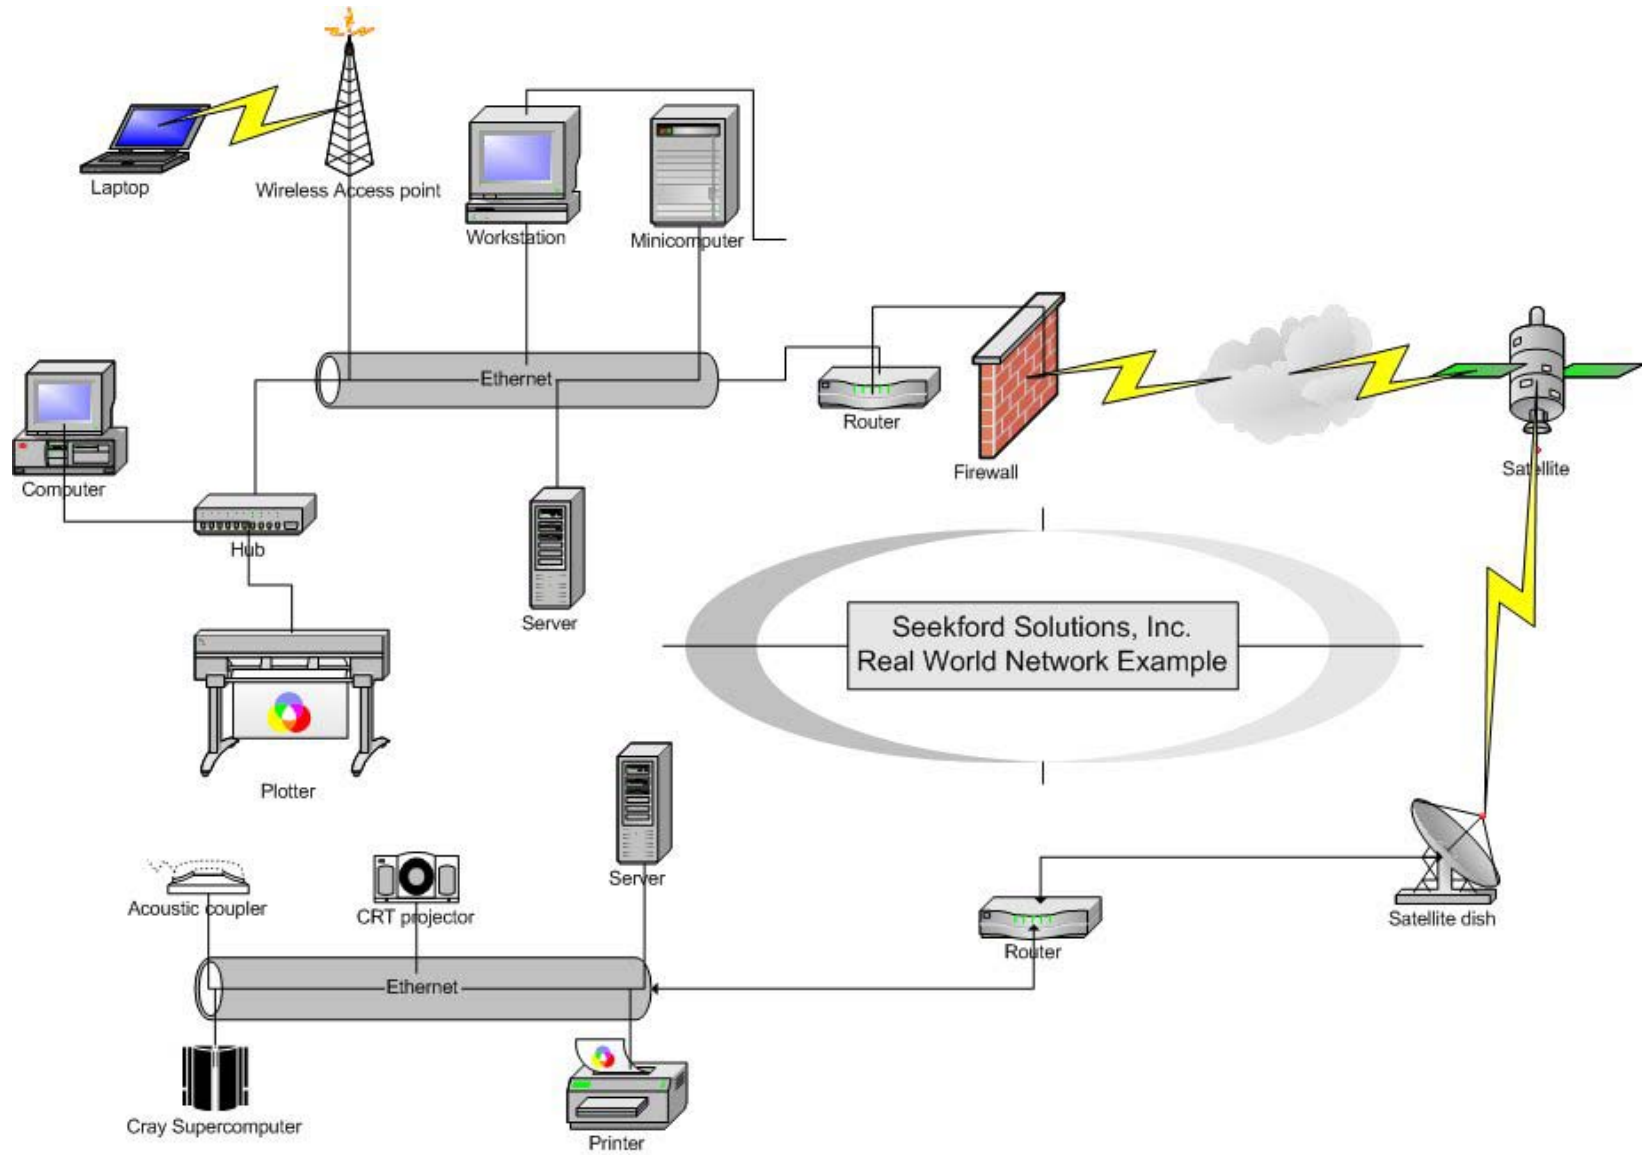 Laptop
Wireless Access point
Workstation
Minicomputer
Ethernet
Router
Computer
Firewall
Satellite
Hub
Server
Seekford Solutions, Inc.
Real World Network Example
Plotter
Server
Acoustic coupler
CRT projector
Satellite dish
Router
Ethernet
Cray Supercomputer
Printer